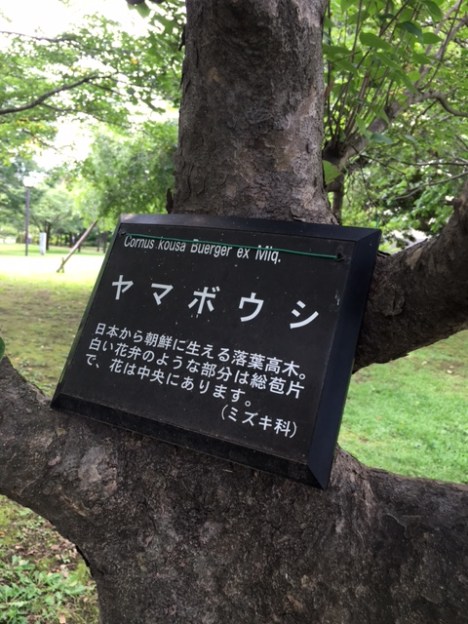 Cornus kousa Buerger ex Miq.
ヤマボウシ
日本から朝鮮に生える落葉高木。
白い花弁のような部分は総苞片
で、花は中央にあります。
(ミズキ科)